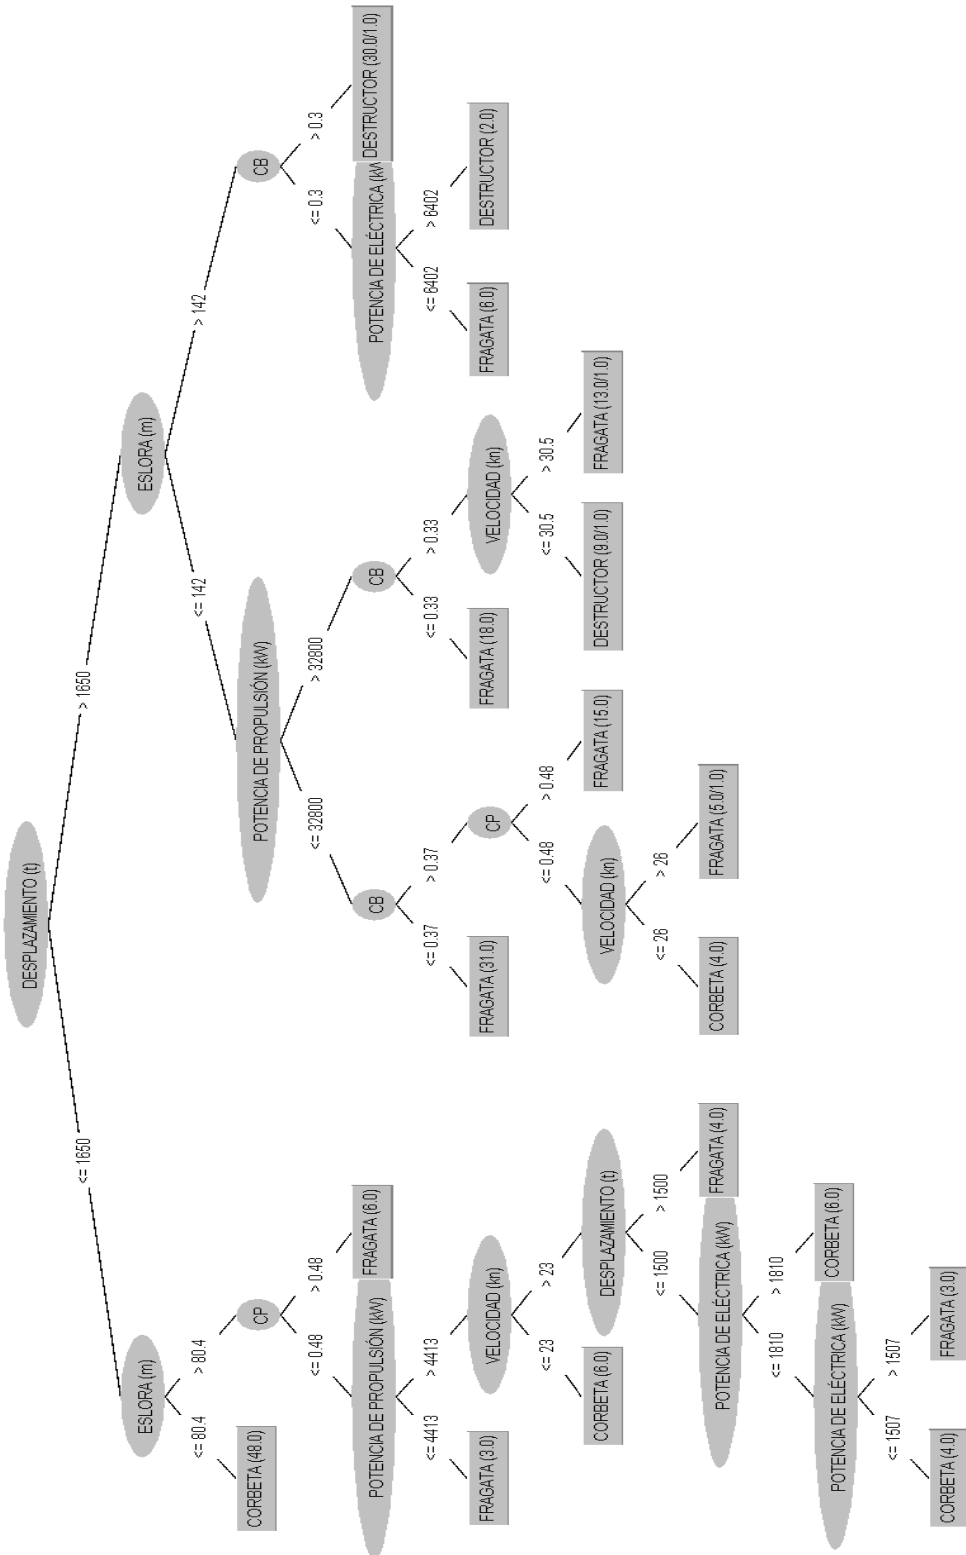 DESPLAZAMIENTO (t)
<= 1650
> 1650
ESLORA (m)
ESLORA (m)
<= 80.4
> 80.4
<= 142
> 142
CORBETA (48.0)
CP
POTENCIA DE PROPULSIÓN (kW)
CB
<= 0.48
> 0.48
<= 32800
> 32800
<= 0.3
> 0.3
POTENCIA DE PROPULSIÓN (kW)
FRAGATA (6.0)
CB
CB
POTENCIA DE ELÉCTRICA (kW
DESTRUCTOR (30.0/1.0)
<= 4413
> 4413
<= 0.37
> 0.37
<= 0.33
> 0.33
<= 6402
> 6402
FRAGATA (3.0)
VELOCIDAD (kn)
FRAGATA (31.0)
CP
FRAGATA (18.0)
VELOCIDAD (kn)
FRAGATA (6.0)
DESTRUCTOR (2.0)
<= 23
> 23
<= 0.48
> 0.48
<= 30.5
> 30.5
CORBETA (6.0)
DESPLAZAMIENTO (t)
VELOCIDAD (kn)
FRAGATA (15.0)
DESTRUCTOR (9.0/1.0)
FRAGATA (13.0/1.0)
<= 1500
> 1500
<= 26
> 26
POTENCIA DE ELÉCTRICA (kW)
FRAGATA (4.0)
CORBETA (4.0)
FRAGATA (5.0/1.0)
<= 1810
> 1810
POTENCIA DE ELÉCTRICA (kW)
CORBETA (6.0)
<= 1507
> 1507
CORBETA (4.0)
FRAGATA (3.0)